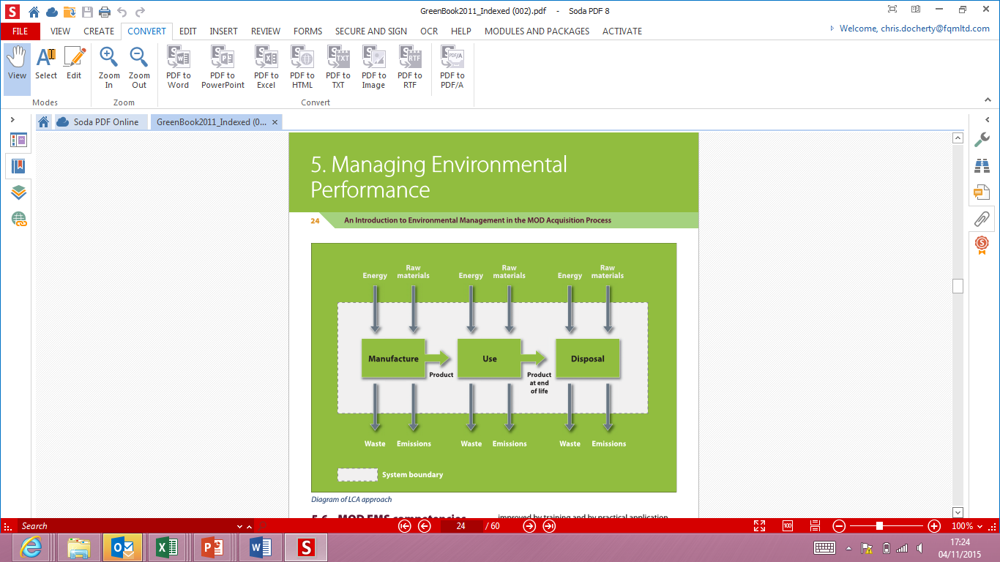 GreenBook2011_Indexed (002).pdf - Soda PDF 8
FILE VIEW CREATE CONVERT EDIT INSERT REVIEW FORMS SECURE AND SIGN OCR HELP MODULES AND PACKAGES ACTIVATE
Welcome, chris.docherty@fqmltd.com
View Select Edit
Zoom In
Zoom Out
PDF to Word
PDF to PowerPoint
PDF to Excel
PDF to HTML
PDF to TXT
PDF to Image
PDF to RTF
PDF to PDF/A
Modes Zoom Convert
Soda PDF Online GreenBook2011_Indexed (0...
5. Managing Environmental
Performance
24 An Introduction to Environmental Management in the MOD Acquisition Process
Energy Raw materials Energy Raw materials Energy Raw materials
Manufacture Use Disposal
Product
Product
at end
of life
Waste Emissions Waste Emissions Waste Emissions
System boundary
Diagram of LCA approach
5.6 MOD EMS competencies
improved by training and by practical application
Search 24 / 60 100%
17:24
04/11/2015